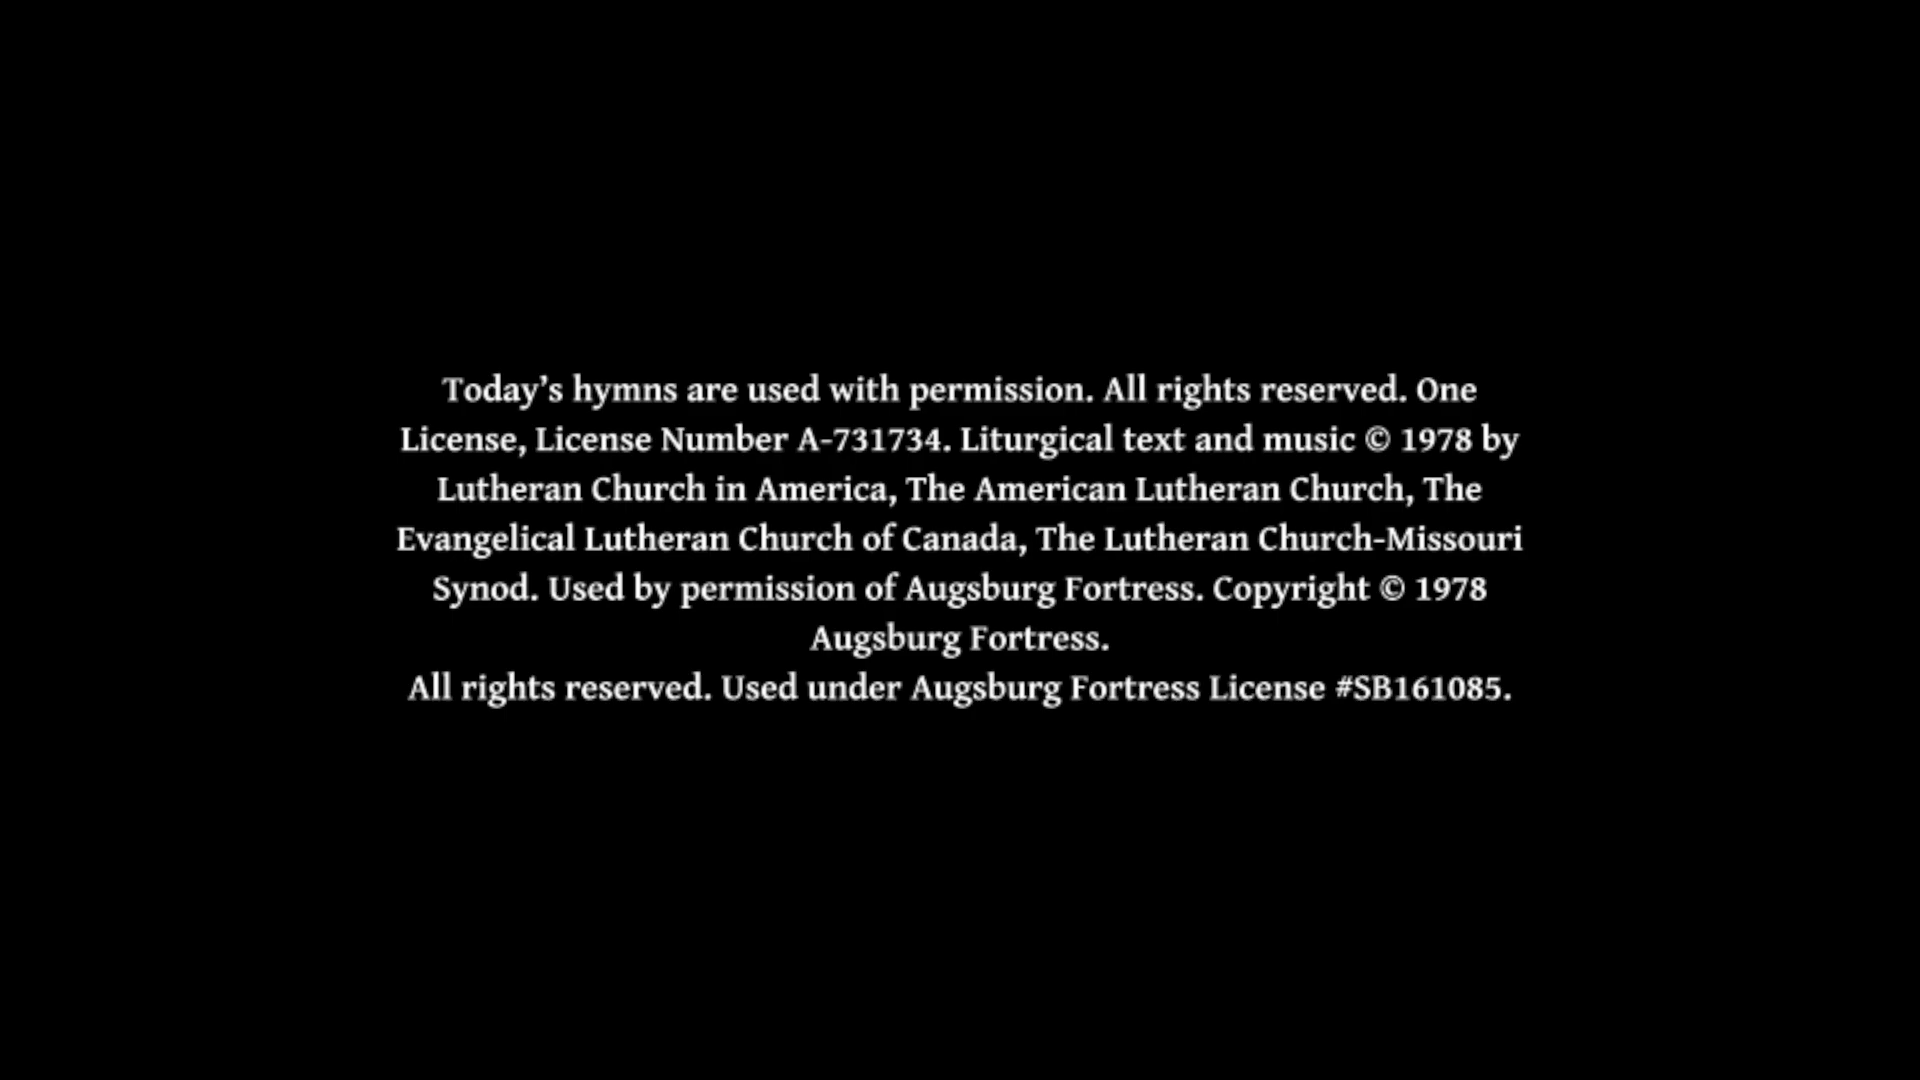 Today’s hymns are used with permission. All rights reserved. One
License, License Number A-731734. Liturgical text and music © 1978 by
Lutheran Church in America, The American Lutheran Church, The
Evangelical Lutheran Church of Canada, The Lutheran Church-Missouri
Synod. Used by permission of Augsburg Fortress. Copyright © 1978
Augsburg Fortress.
All rights reserved. Used under Augsburg Fortress License #SB161085.